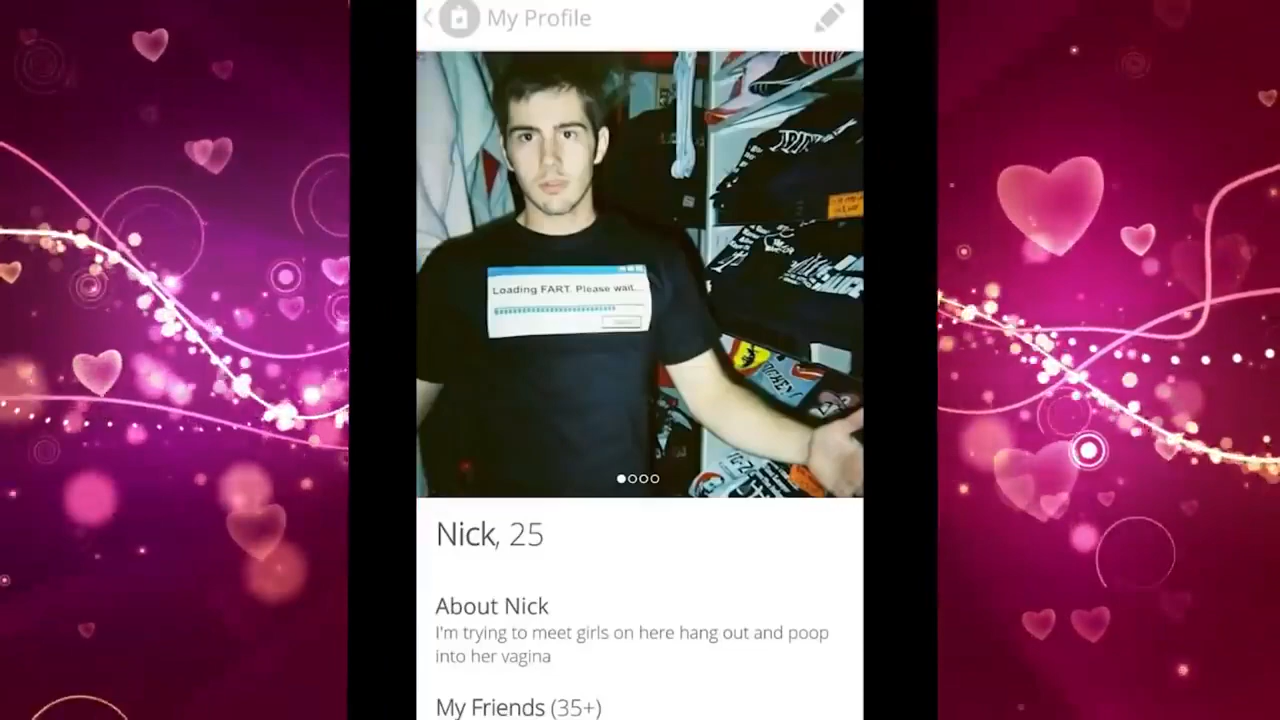 My Profile
Loading FART. Please wait...
Nick, 25
About Nick
I'm trying to meet girls on here hang out and poop
into her vagina
My Friends (35+)